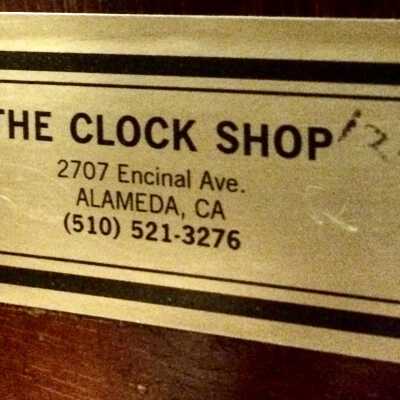 THE CLOCK SHOP
2707 Encinal Ave.
ALAMEDA, CA
(510) 521-3276